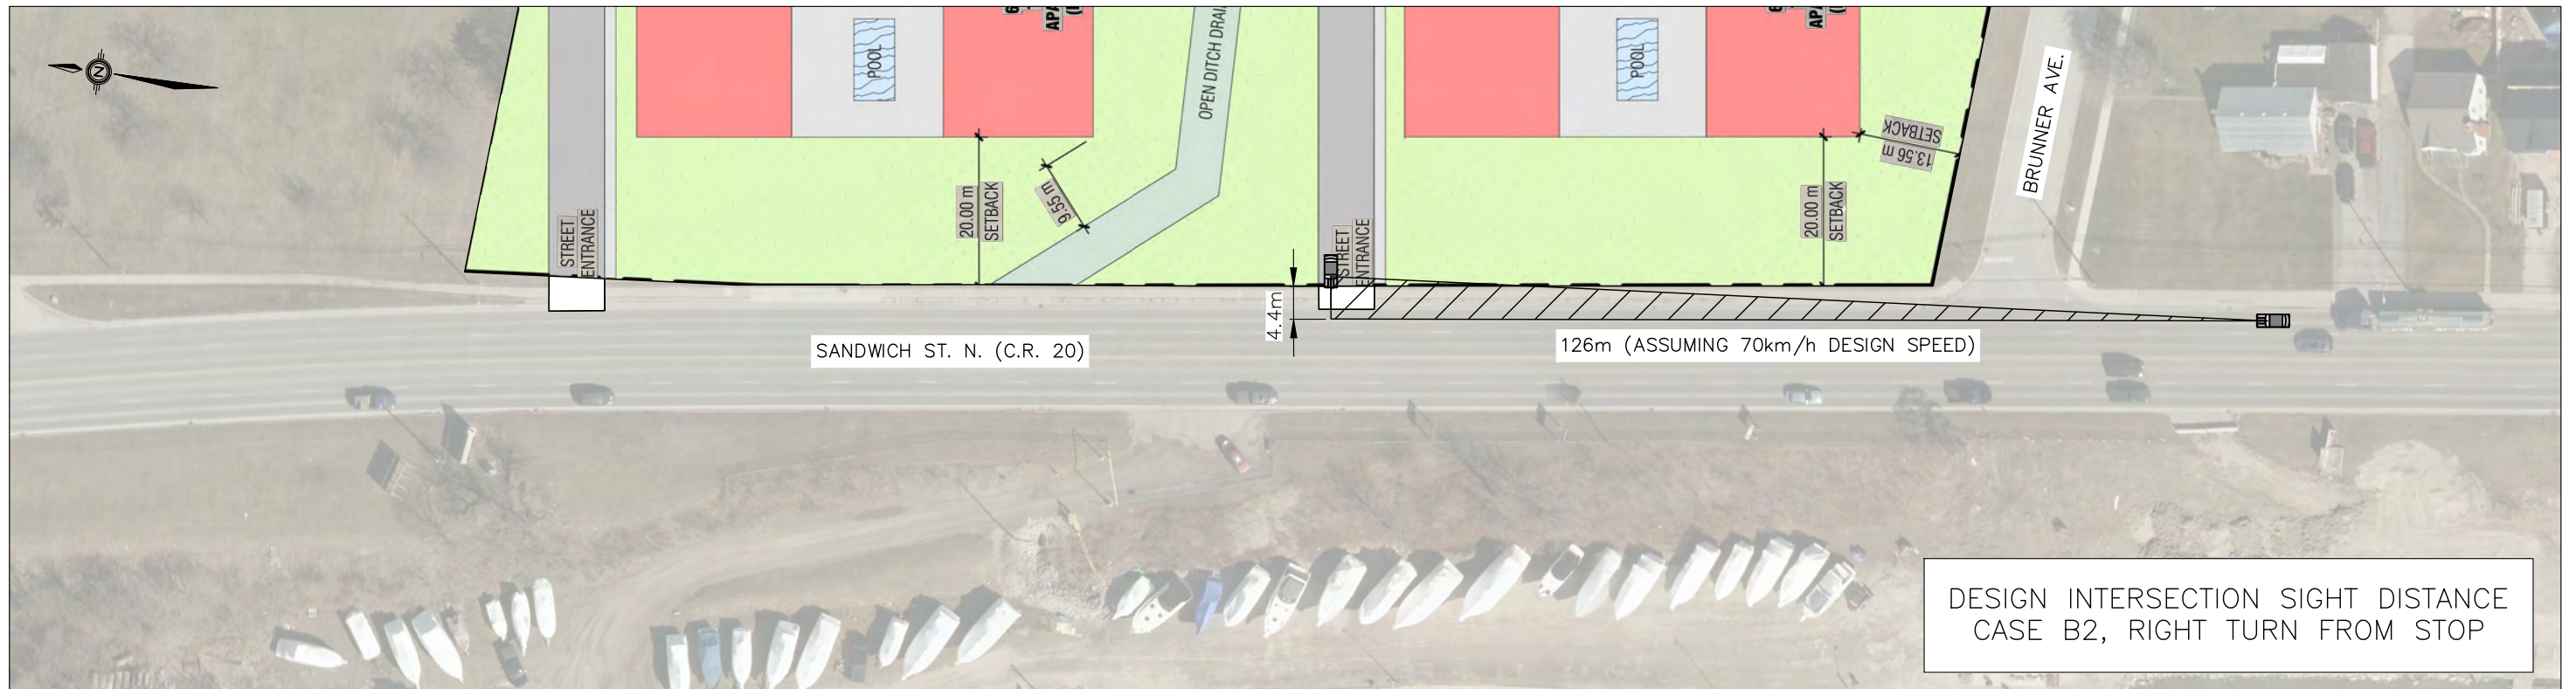 N
POOL
OPEN DITCH DRAI
POOL
BRUNNER AVE.
STREET
ENTRANCE
20.00 m
SETBACK
9.55 m
STREET
ENTRANCE
20.00 m
SETBACK
13.56 m
SETBACK
4.4m
SANDWICH ST. N. (C.R. 20)
126m (ASSUMING 70km/h DESIGN SPEED)
DESIGN INTERSECTION SIGHT DISTANCE
CASE B2, RIGHT TURN FROM STOP